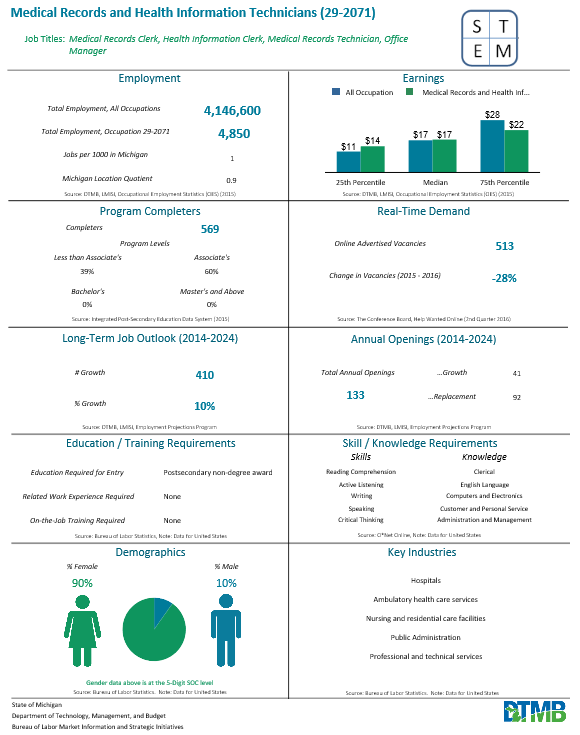 Medical Records and Health Information Technicians (29-2071)
Job Titles: Medical Records Clerk, Health Information Clerk, Medical Records Technician, Office
Manager
S T
E M
Employment
Total Employment, All Occupations 4,146,600
Total Employment, Occupation 29-2071 4,850
Jobs per 1000 in Michigan 1
Michigan Location Quotient 0.9
Source: DTMB, LMISI, Occupational Employment Statistics (OES) (2015)
Earnings
All Occupation Medical Records and Health Inf...
$11 $14 $17 $17 $28 $22
25th Percentile Median 75th Percentile
Source: DTMB, LMISI, Occupational Employment Statistics (OES) (2015)
Program Completers
Completers 569
Program Levels
Less than Associate's Associate's
39% 60%
Bachelor's Master's and Above
0% 0%
Source: Integrated Post-Secondary Education Data System (2015)
Real-Time Demand
Online Advertised Vacancies 513
Change in Vacancies (2015 - 2016) -28%
Source: The Conference Board, Help Wanted Online (2nd Quarter 2016)
Long-Term Job Outlook (2014-2024)
# Growth 410
% Growth 10%
Source: DTMB, LMISI, Employment Projections Program
Annual Openings (2014-2024)
Total Annual Openings ...Growth 41
133 ...Replacement 92
Source: DTMB, LMISI, Employment Projections Program
Education / Training Requirements
Education Required for Entry Postsecondary non-degree award
Related Work Experience Required None
On-the-Job Training Required None
Source: Bureau of Labor Statistics, Note: Data for United States
Skill / Knowledge Requirements
Skills Knowledge
Reading Comprehension Clerical
Active Listening English Language
Writing Computers and Electronics
Speaking Customer and Personal Service
Critical Thinking Administration and Management
Source: O*Net Online, Note: Data for United States
Demographics
% Female % Male
90% 10%
Gender data above is at the 5-Digit SOC level
Source: Bureau of Labor Statistics. Note: Data for United States
Key Industries
Hospitals
Ambulatory health care services
Nursing and residential care facilities
Public Administration
Professional and technical services
Source: Bureau of Labor Statistics. Note: Data for United States
State of Michigan
Department of Technology, Management, and Budget
Bureau of Labor Market Information and Strategic Initiatives
DTMB